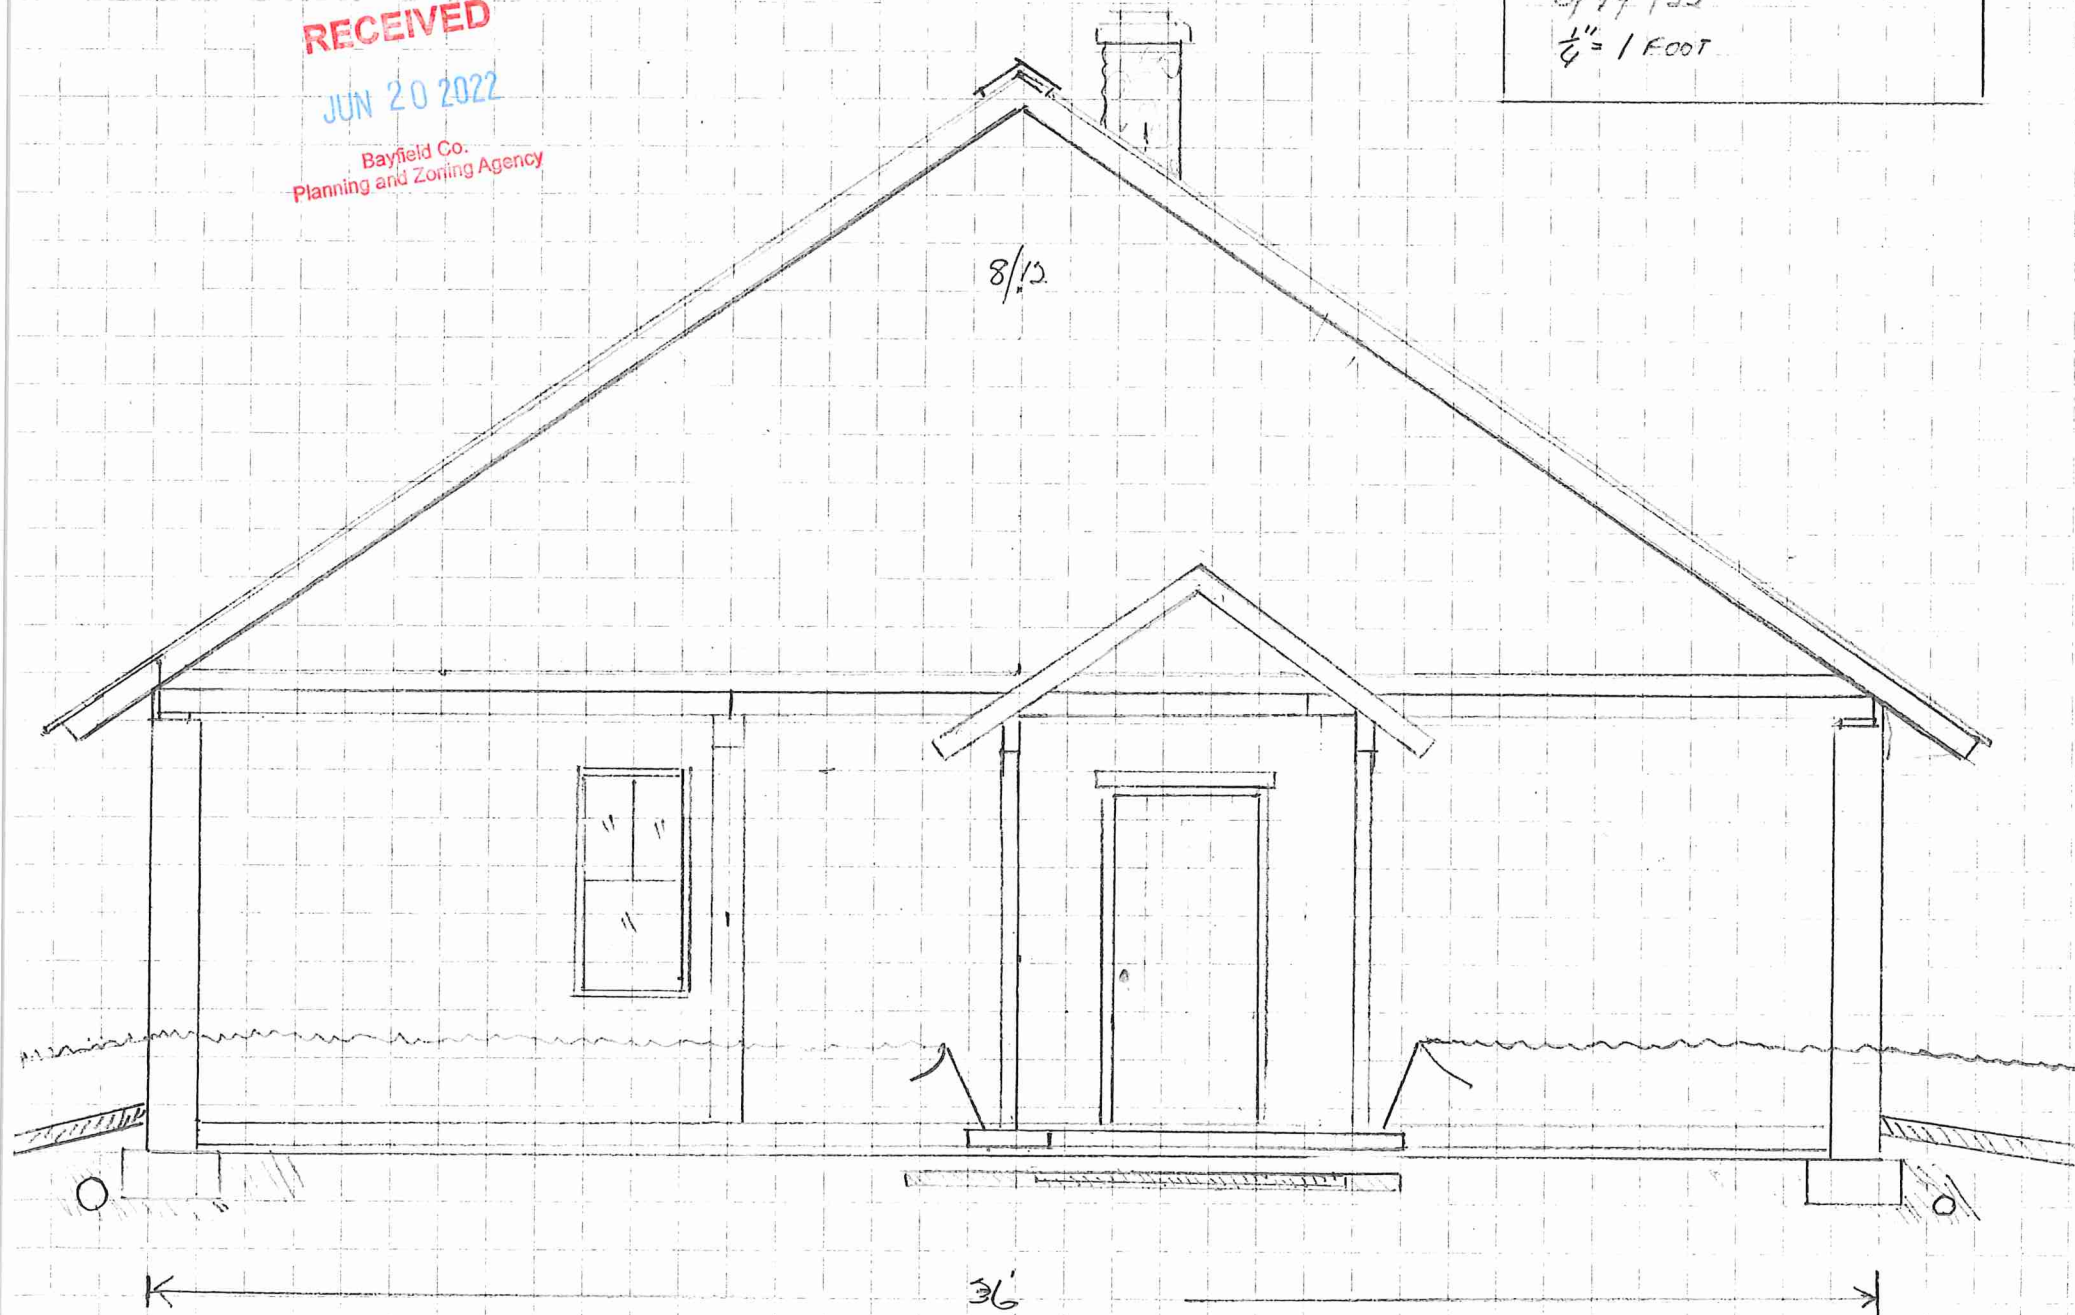 RECEIVED
JUN 20 2022
Bayfield Co.
Planning and Zoning Agency
1/4" = 1 FOOT
8/12
36'